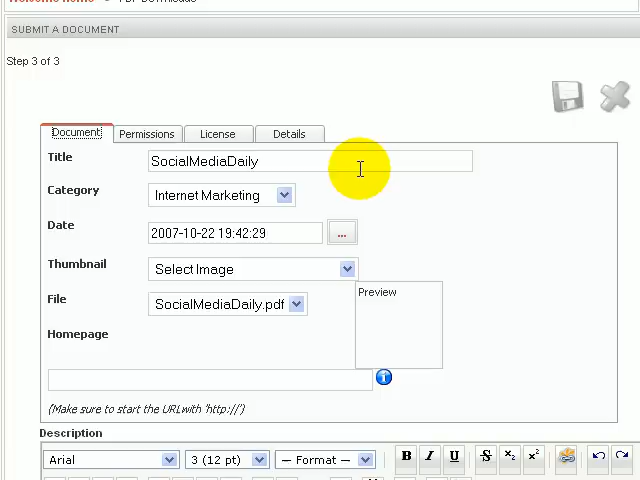 SUBMIT A DOCUMENT
Step 3 of 3
Document Permissions License Details
Title SocialMediaDaily
Category Internet Marketing
Date 2007-10-22 19:42:29 ...
Thumbnail Select Image
File SocialMediaDaily.pdf
Preview
Homepage
(Make sure to start the URL with 'http://')
Description
Arial 3 (12 pt) — Format — B I U S x₂ x²